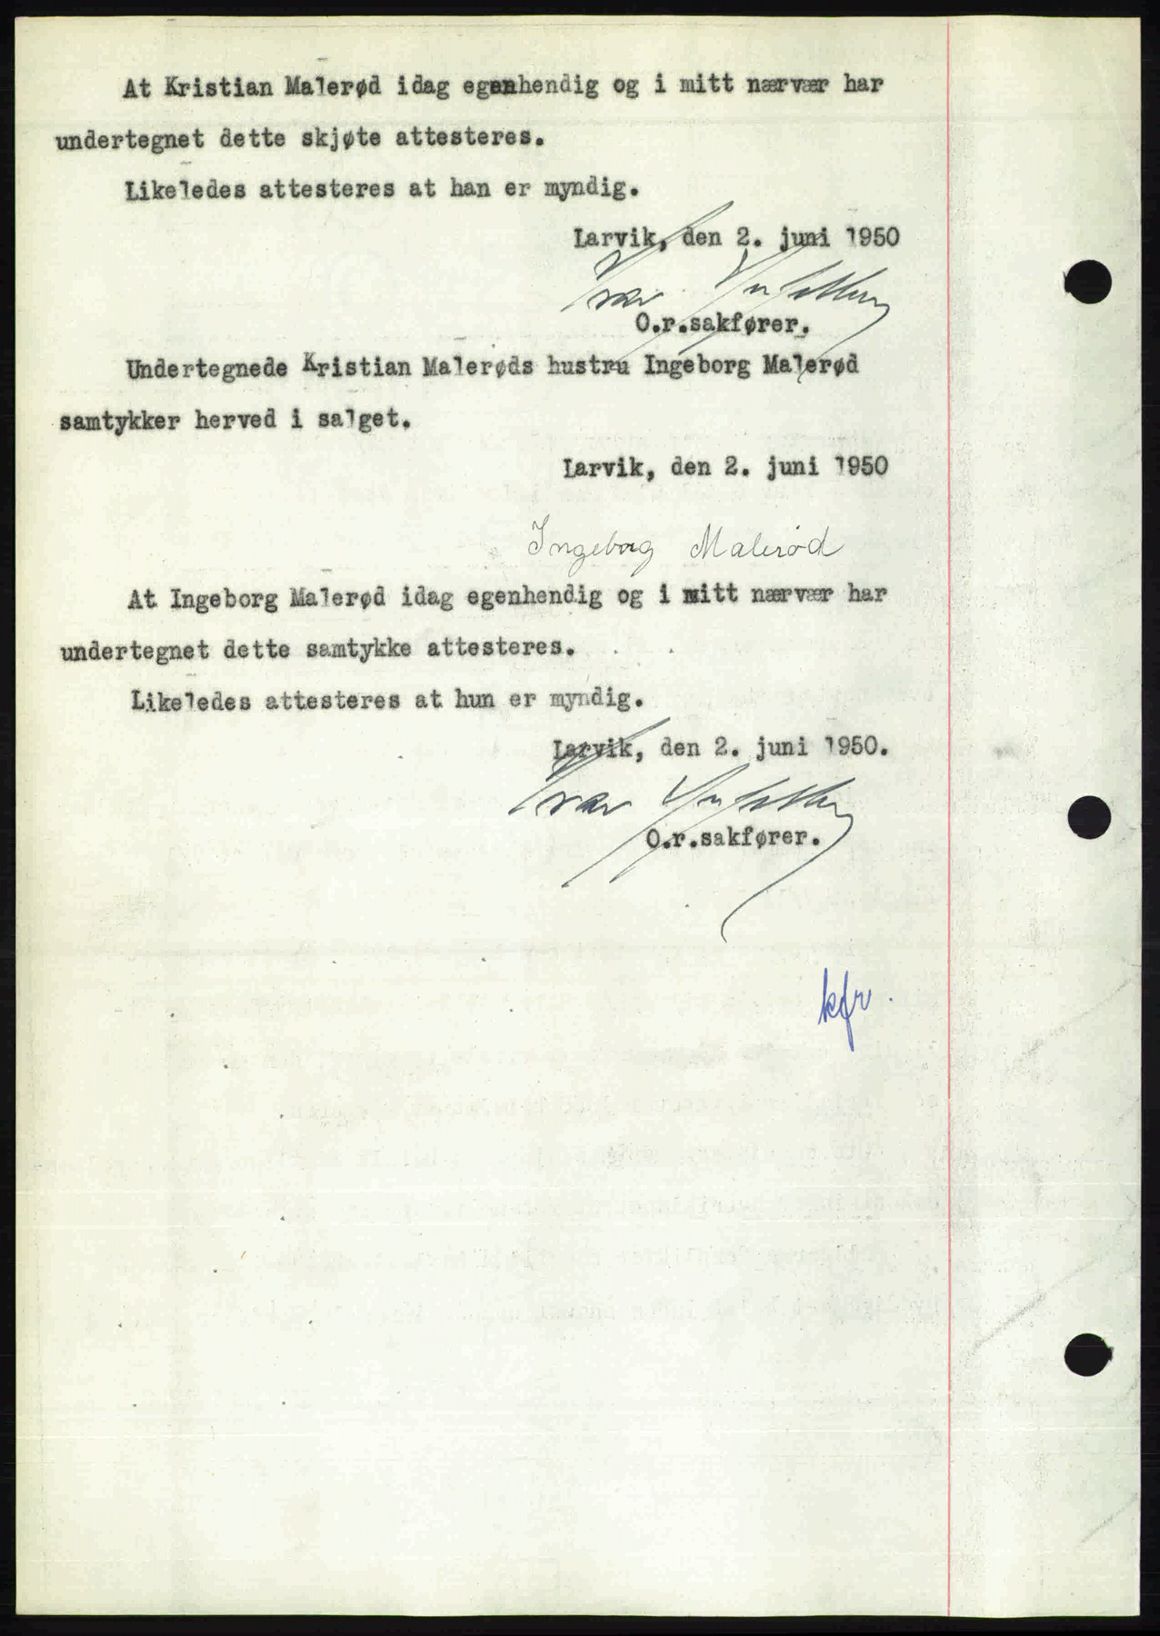 At Kristian Malerød idag egenhendig og i mitt nærvær har
undertegnet dette skjøte attesteres.
Likeledes attesteres at han er myndig.
Larvik, den 2. juni 1950
Ivar
O.r.sakfører.
Undertegnede Kristian Malerøds hustru Ingeborg Malerød
samtykker herved i salget.
Larvik, den 2. juni 1950
Ingeborg Malerød
At Ingeborg Malerød idag egenhendig og i mitt nærvær har
undertegnet dette samtykke attesteres.
Likeledes attesteres at hun er myndig.
Larvik, den 2. juni 1950.
Ivar
O.r.sakfører.
kfr.